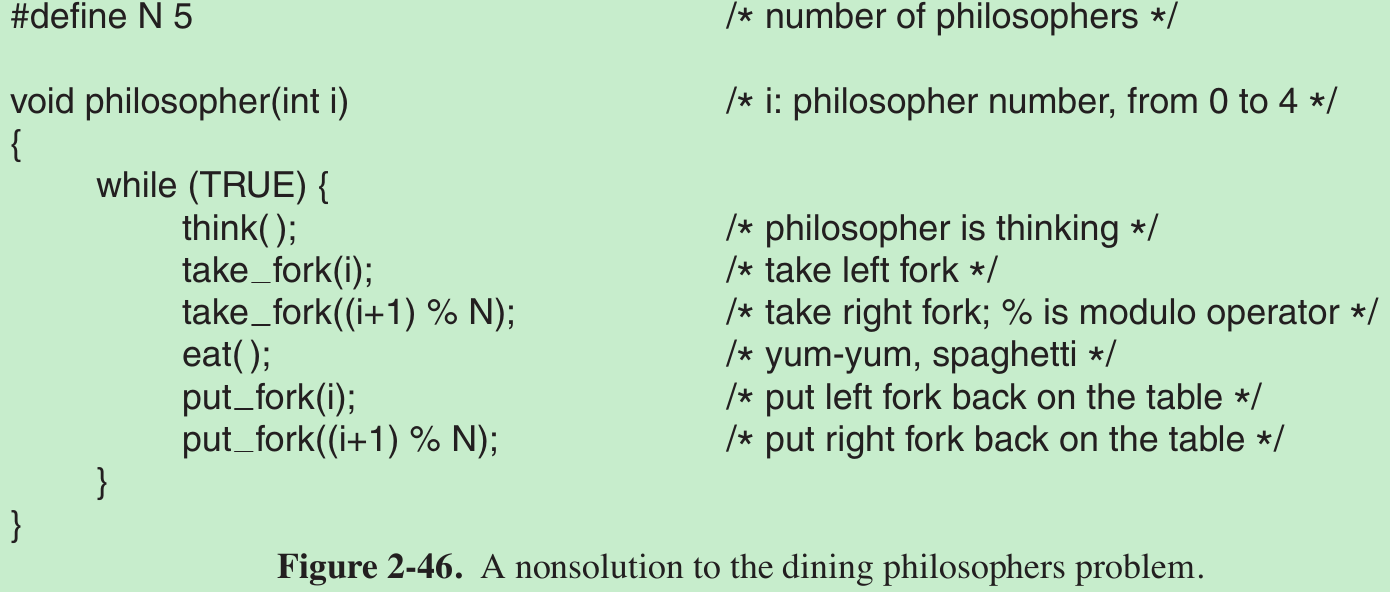 #define N 5 /* number of philosophers */
void philosopher(int i) /* i: philosopher number, from 0 to 4 */
{
while (TRUE) {
think( ); /* philosopher is thinking */
take_fork(i); /* take left fork */
take_fork((i+1) % N); /* take right fork; % is modulo operator */
eat( ); /* yum-yum, spaghetti */
put_fork(i); /* put left fork back on the table */
put_fork((i+1) % N); /* put right fork back on the table */
}
}
Figure 2-46. A nonsolution to the dining philosophers problem.